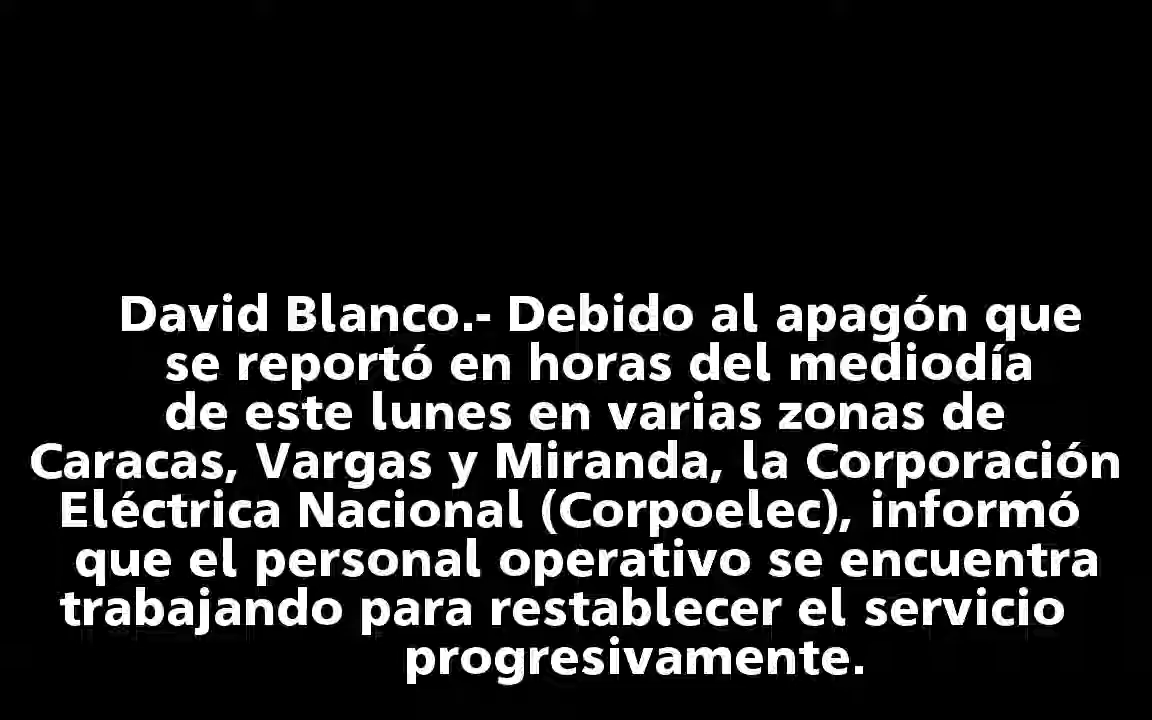 David Blanco.- Debido al apagón que
se reportó en horas del mediodía
de este lunes en varias zonas de
Caracas, Vargas y Miranda, la Corporación
Eléctrica Nacional (Corpoelec), informó
que el personal operativo se encuentra
trabajando para restablecer el servicio
progresivamente.